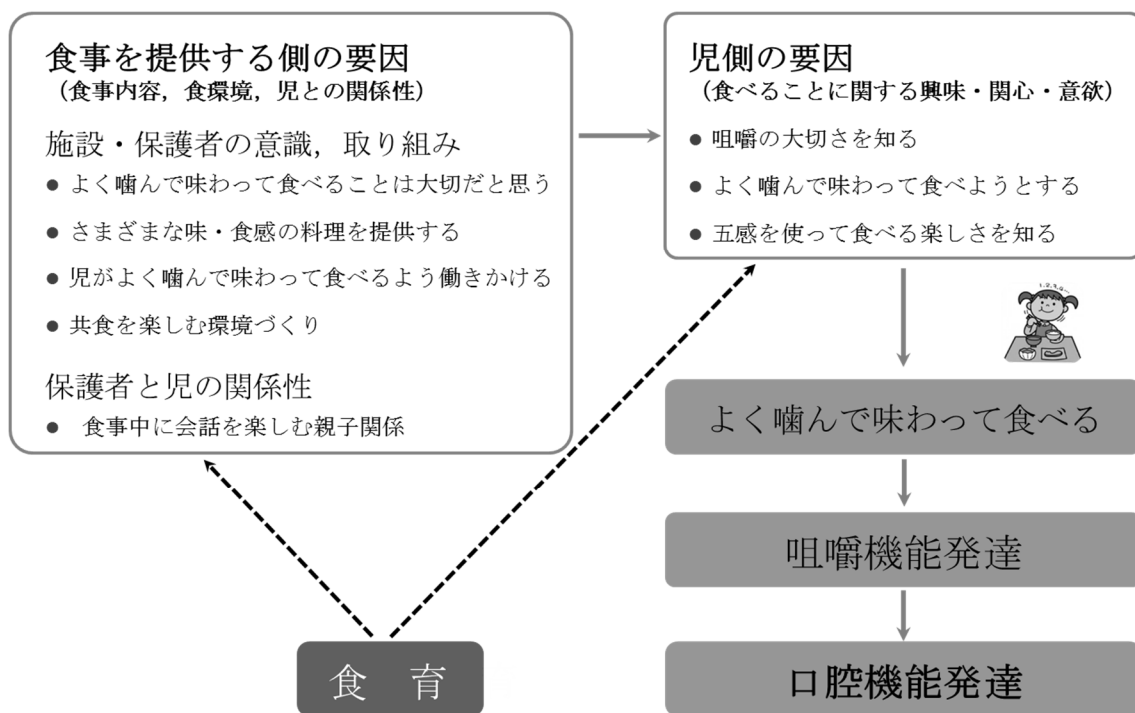 食事を提供する側の要因
（食事内容，食環境，児との関係性）
施設・保護者の意識，取り組み
● よく噛んで味わって食べることは大切だと思う
● さまざまな味・食感の料理を提供する
● 児がよく噛んで味わって食べるよう働きかける
● 共食を楽しむ環境づくり
保護者と児の関係性
● 食事中に会話を楽しむ親子関係
児側の要因
（食べることに関する興味・関心・意欲）
● 咀嚼の大切さを知る
● よく噛んで味わって食べようとする
● 五感を使って食べる楽しさを知る
よく噛んで味わって食べる
咀嚼機能発達
口腔機能発達
食　育